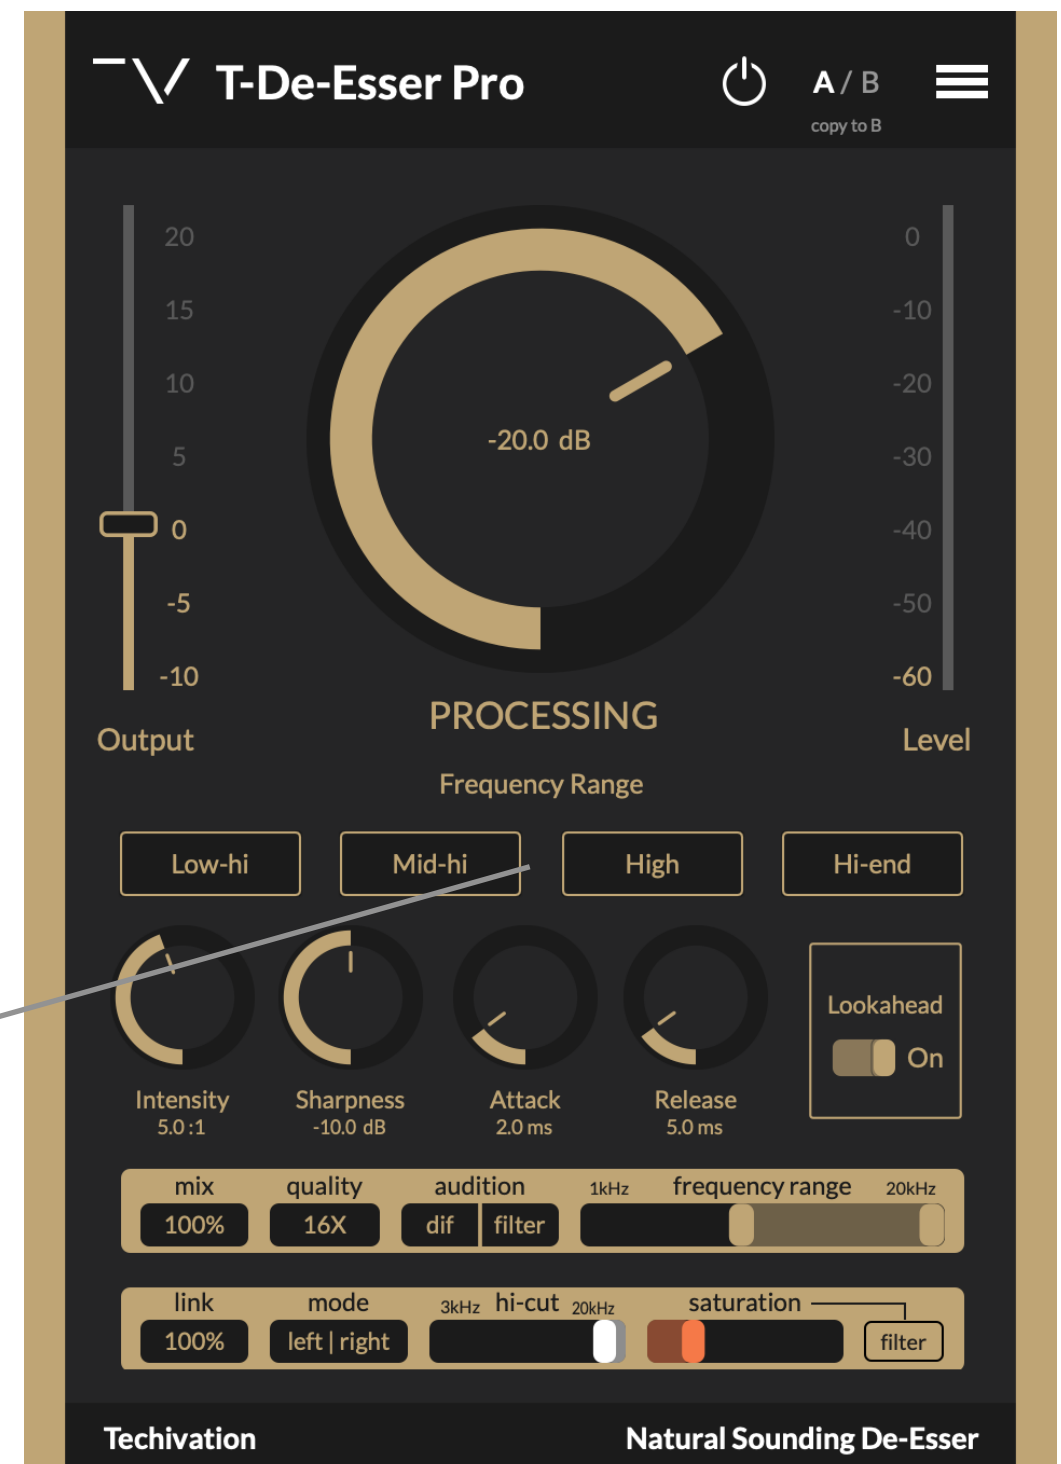 T-De-Esser Pro
A / B
copy to B
20
15
10
5
0
-5
-10
Output
-20.0 dB
PROCESSING
0
-10
-20
-30
-40
-50
-60
Level
Frequency Range
Low-hi Mid-hi High Hi-end
Intensity
5.0 :1
Sharpness
-10.0 dB
Attack
2.0 ms
Release
5.0 ms
Lookahead
On
mix quality audition 1kHz frequency range 20kHz
100% 16X dif filter
link mode 3kHz hi-cut 20kHz saturation
100% left | right filter
Techivation Natural Sounding De-Esser